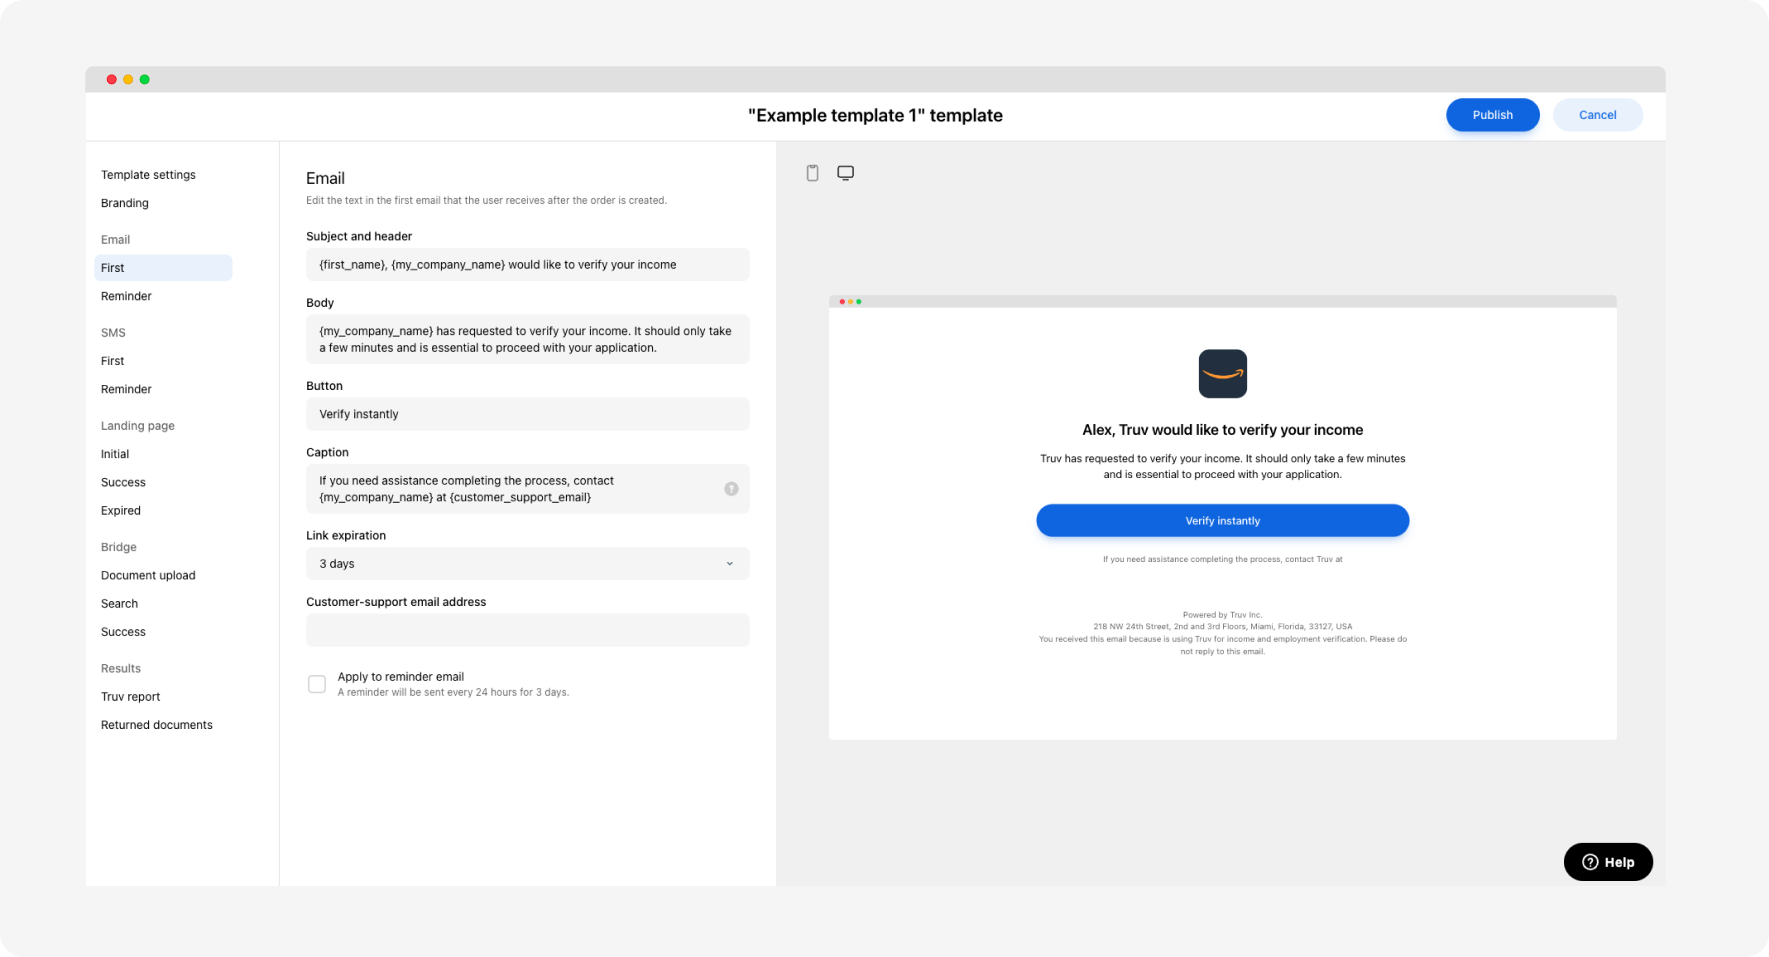 "Example template 1" template
Publish
Cancel
Template settings
Branding
Email
First
Reminder
SMS
First
Reminder
Landing page
Initial
Success
Expired
Bridge
Document upload
Search
Success
Results
Truv report
Returned documents
Email
Edit the text in the first email that the user receives after the order is created.
Subject and header
{first_name}, {my_company_name} would like to verify your income
Body
{my_company_name} has requested to verify your income. It should only take
a few minutes and is essential to proceed with your application.
Button
Verify instantly
Caption
If you need assistance completing the process, contact
{my_company_name} at {customer_support_email}
Link expiration
3 days
Customer-support email address
Apply to reminder email
A reminder will be sent every 24 hours for 3 days.
Alex, Truv would like to verify your income
Truv has requested to verify your income. It should only take a few minutes
and is essential to proceed with your application.
Verify instantly
If you need assistance completing the process, contact Truv at
Powered by Truv Inc.
218 NW 24th Street, 2nd and 3rd Floors, Miami, Florida, 33127, USA
You received this email because is using Truv for income and employment verification. Please do
not reply to this email.
? Help